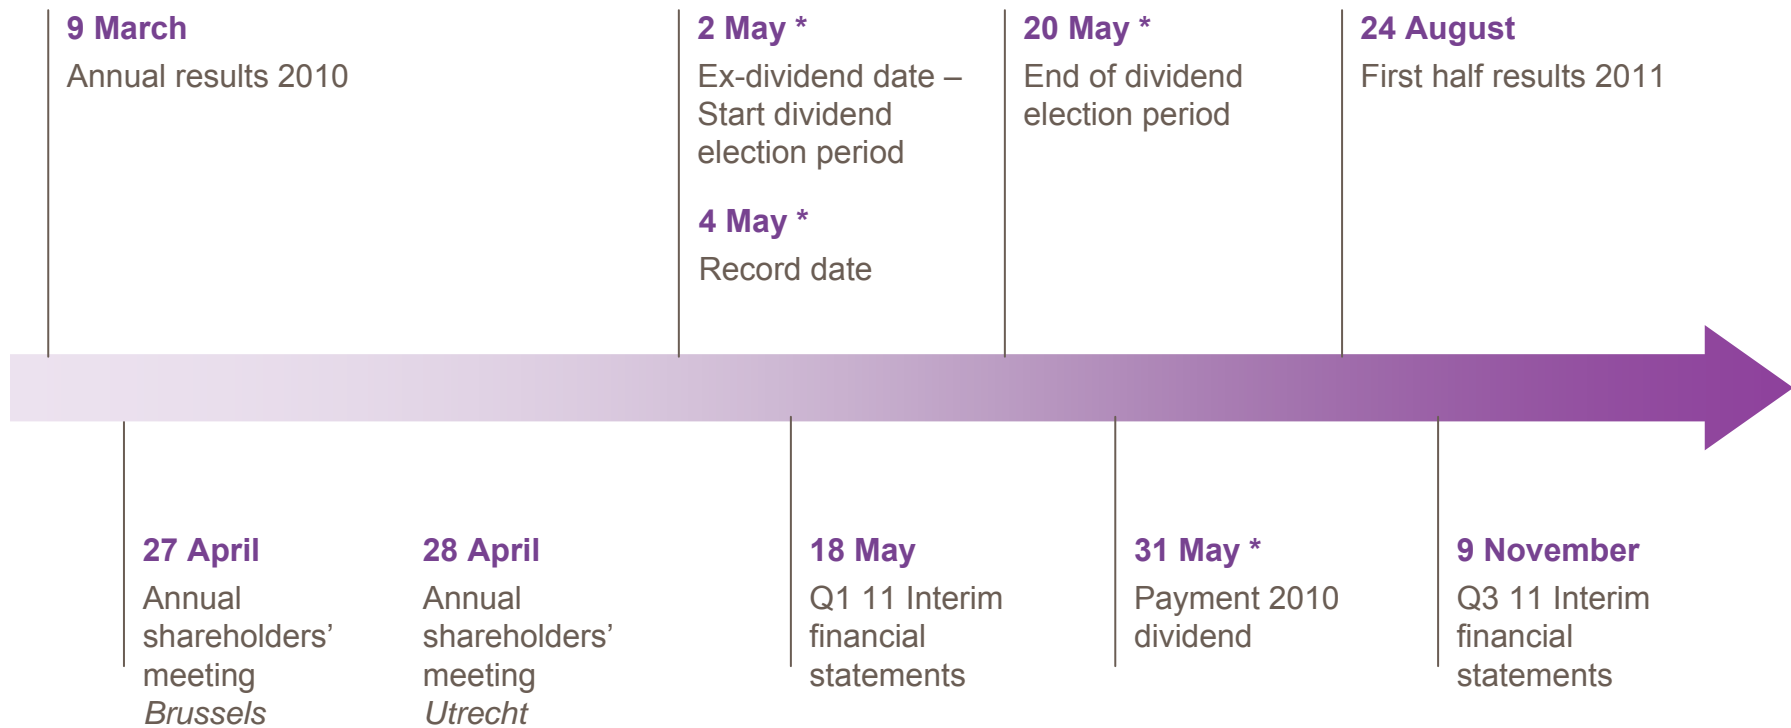 9 March
Annual results 2010
2 May *
Ex-dividend date –
Start dividend
election period
4 May *
Record date
20 May *
End of dividend
election period
24 August
First half results 2011
27 April
Annual
shareholders’
meeting
Brussels
28 April
Annual
shareholders’
meeting
Utrecht
18 May
Q1 11 Interim
financial
statements
31 May *
Payment 2010
dividend
9 November
Q3 11 Interim
financial
statements